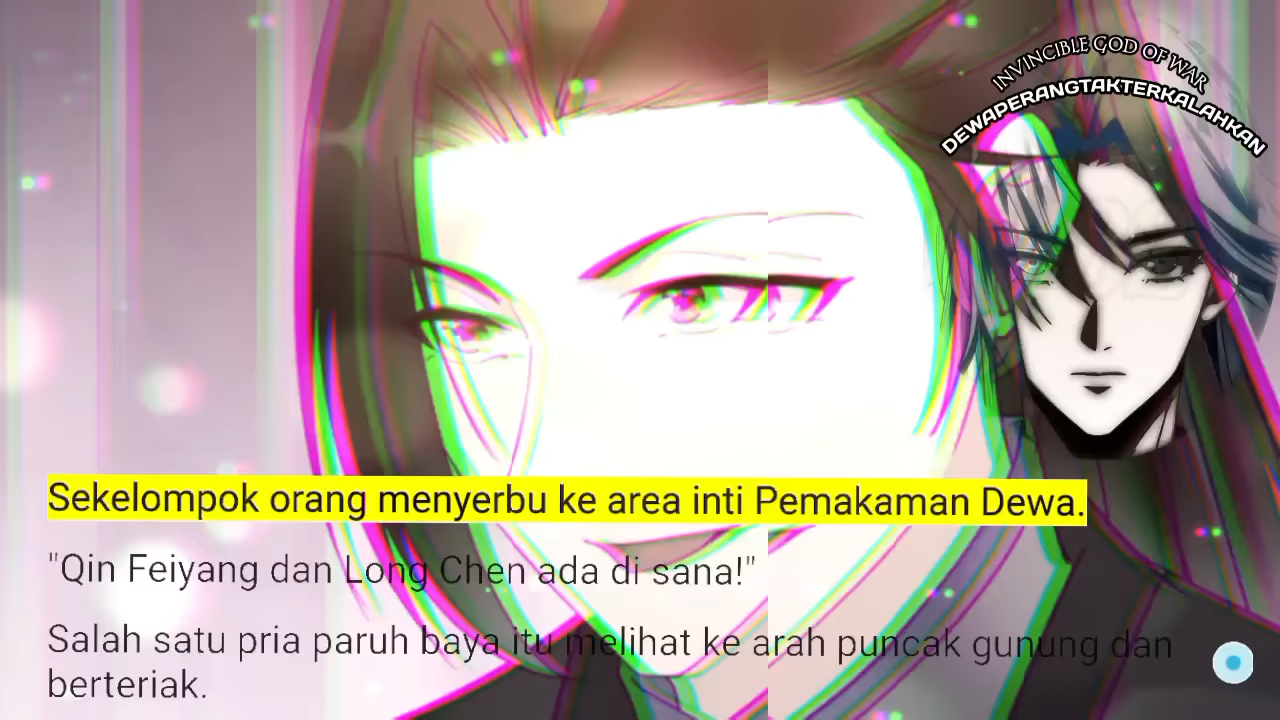 INVINCIBLE GOD OF WAR
DEWAPERANGTAKTERKALAHKAN
Sekelompok orang menyerbu ke area inti Pemakaman Dewa.
"Qin Feiyang dan Long Chen ada di sana!"
Salah satu pria paruh baya itu melihat ke arah puncak gunung dan
berteriak.